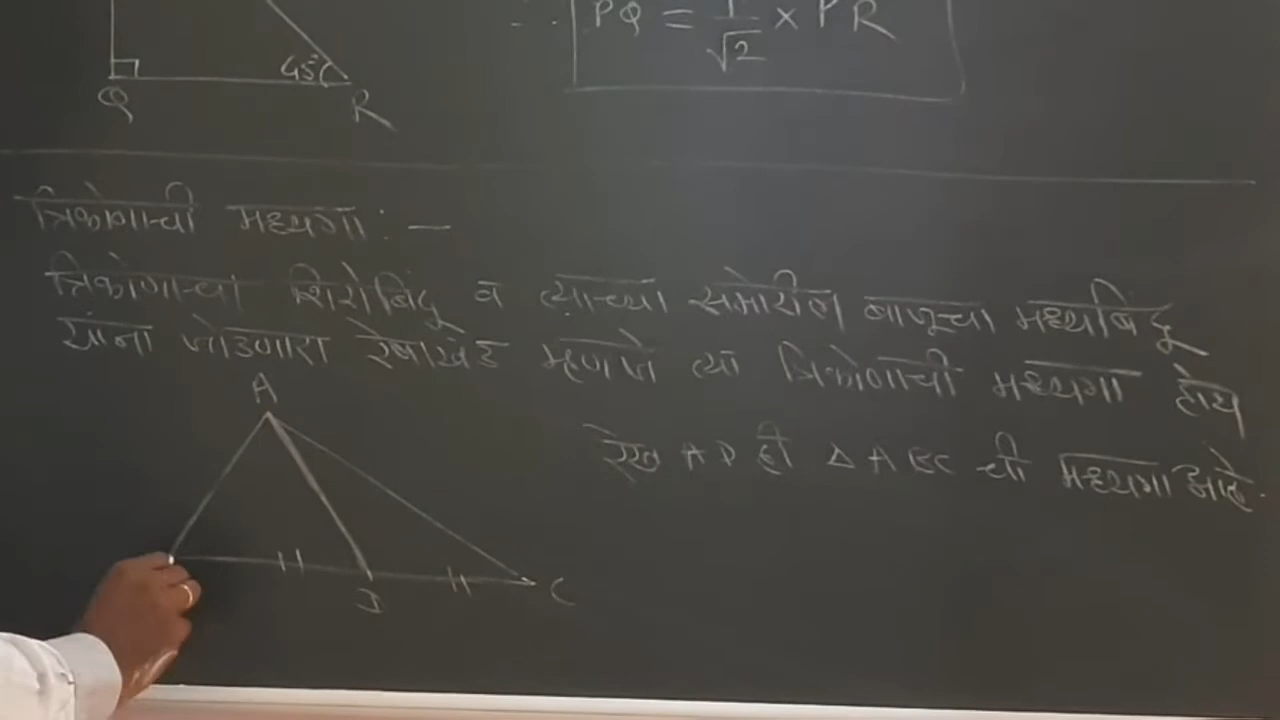 ∴ PQ = 1/√2 × PR
45°
Q R
त्रिकोणाची मध्यगा : —
त्रिकोणाचा शिरोबिंदू व त्याच्या समोरील बाजूचा मध्यबिंदू
यांना जोडणारा रेषाखंड म्हणजे त्या त्रिकोणाची मध्यगा होय
A
रेख AD ही △ABC ची मध्यगा आहे.
D C